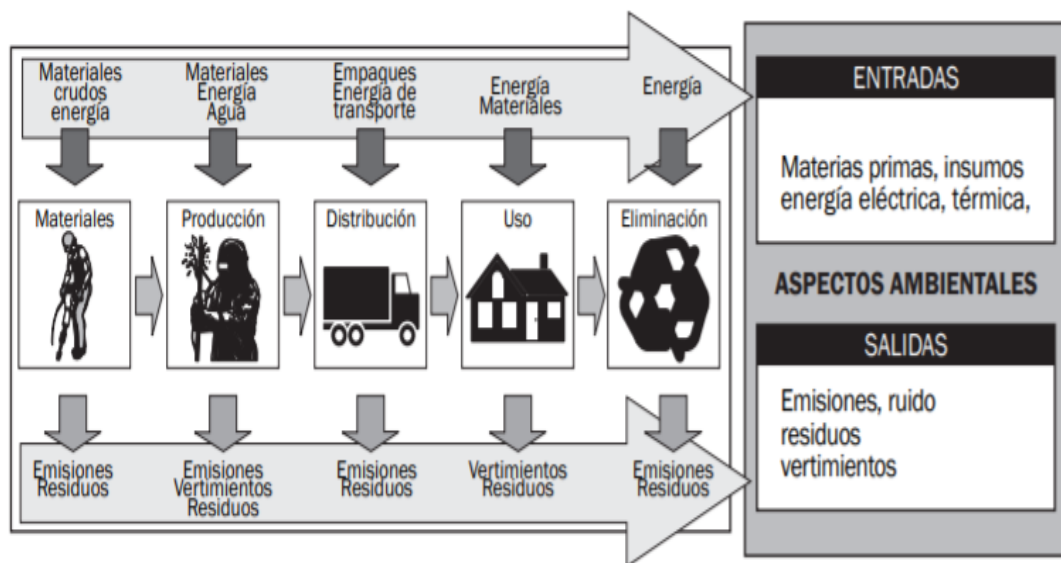 Materiales
crudos
energía
Materiales
Energía
Agua
Empaques
Energía de
transporte
Energía
Materiales
Energía
Materiales
Producción
Distribución
Uso
Eliminación
Emisiones
Residuos
Emisiones
Vertimientos
Residuos
Emisiones
Residuos
Vertimientos
Residuos
Emisiones
Residuos
ENTRADAS
Materias primas, insumos
energía eléctrica, térmica,
ASPECTOS AMBIENTALES
SALIDAS
Emisiones, ruido
residuos
vertimientos